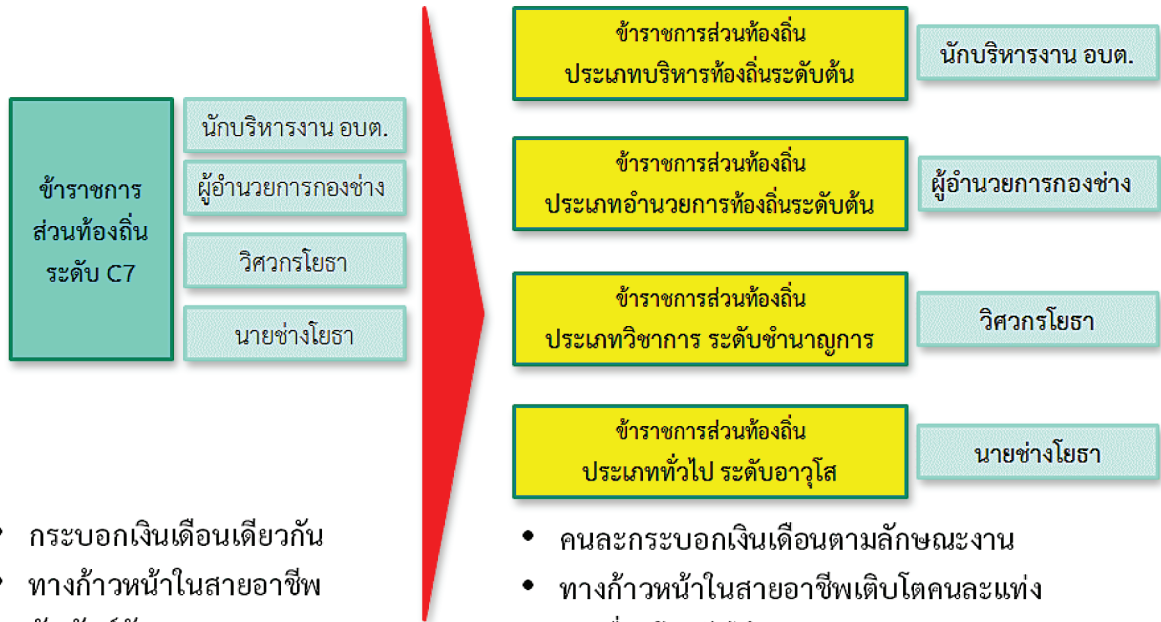 ข้าราชการ
ส่วนท้องถิ่น
ระดับ C7
นักบริหารงาน อบต.
ผู้อำนวยการกองช่าง
วิศวกรโยธา
นายช่างโยธา
• กระบอกเงินเดือนเดียวกัน
• ทางก้าวหน้าในสายอาชีพ
ข้าราชการส่วนท้องถิ่น
ประเภทบริหารท้องถิ่นระดับต้น
นักบริหารงาน อบต.
ข้าราชการส่วนท้องถิ่น
ประเภทอำนวยการท้องถิ่นระดับต้น
ผู้อำนวยการกองช่าง
ข้าราชการส่วนท้องถิ่น
ประเภทวิชาการ ระดับชำนาญการ
วิศวกรโยธา
ข้าราชการส่วนท้องถิ่น
ประเภททั่วไป ระดับอาวุโส
นายช่างโยธา
• คนละกระบอกเงินเดือนตามลักษณะงาน
• ทางก้าวหน้าในสายอาชีพเติบโตคนละแท่ง